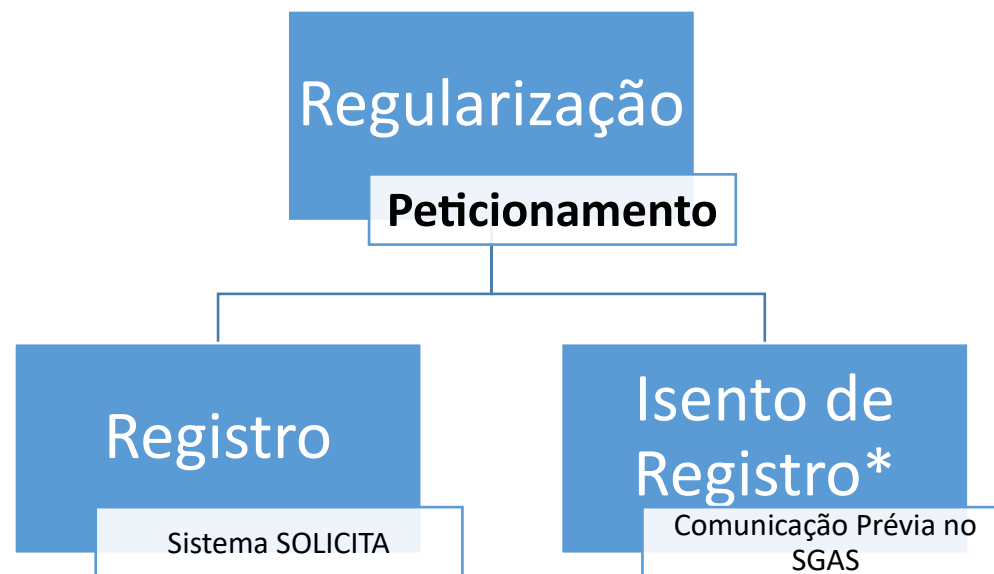 Regularização
Peticionamento
Registro
Sistema SOLICITA
Isento de
Registro*
Comunicação Prévia no
SGAS